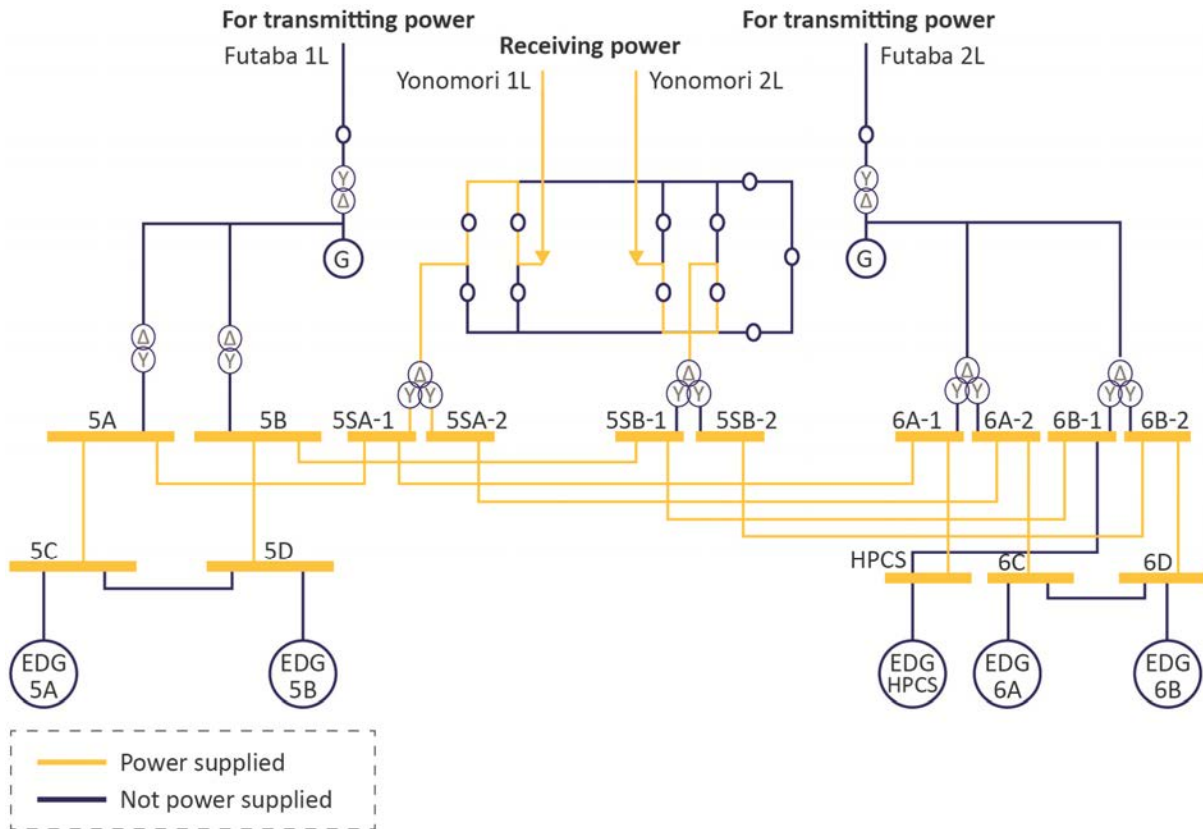 For transmitting power
Futaba 1L
Receiving power
Yonomori 1L
Yonomori 2L
For transmitting power
Futaba 2L
Y
Δ
G
Y
Δ
G
Δ
Y
Δ
Y
Δ
Y Y
Δ
Y Y
Δ
Y Y
Δ
Y Y
5A
5B
5SA-1
5SA-2
5SB-1
5SB-2
6A-1
6A-2
6B-1
6B-2
5C
5D
HPCS
6C
6D
EDG
5A
EDG
5B
EDG
HPCS
EDG
6A
EDG
6B
Power supplied
Not power supplied